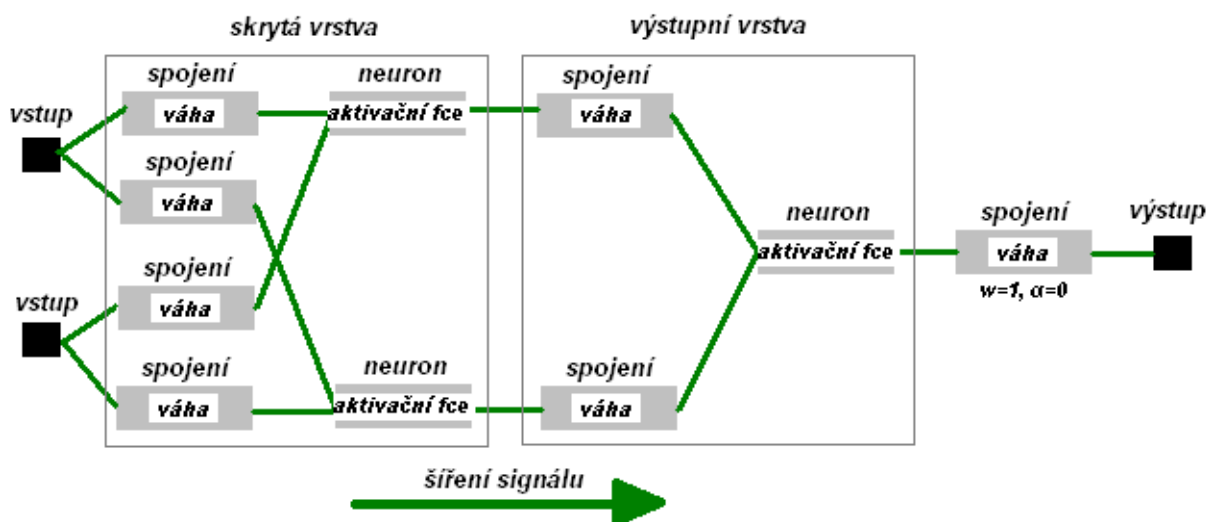 skrytá vrstva
výstupní vrstva
spojení
neuron
spojení
vstup
váha
aktivační fce
váha
spojení
váha
neuron
spojení
výstup
aktivační fce
váha
spojení
w=1, α=0
vstup
váha
spojení
neuron
spojení
váha
aktivační fce
váha
šíření signálu